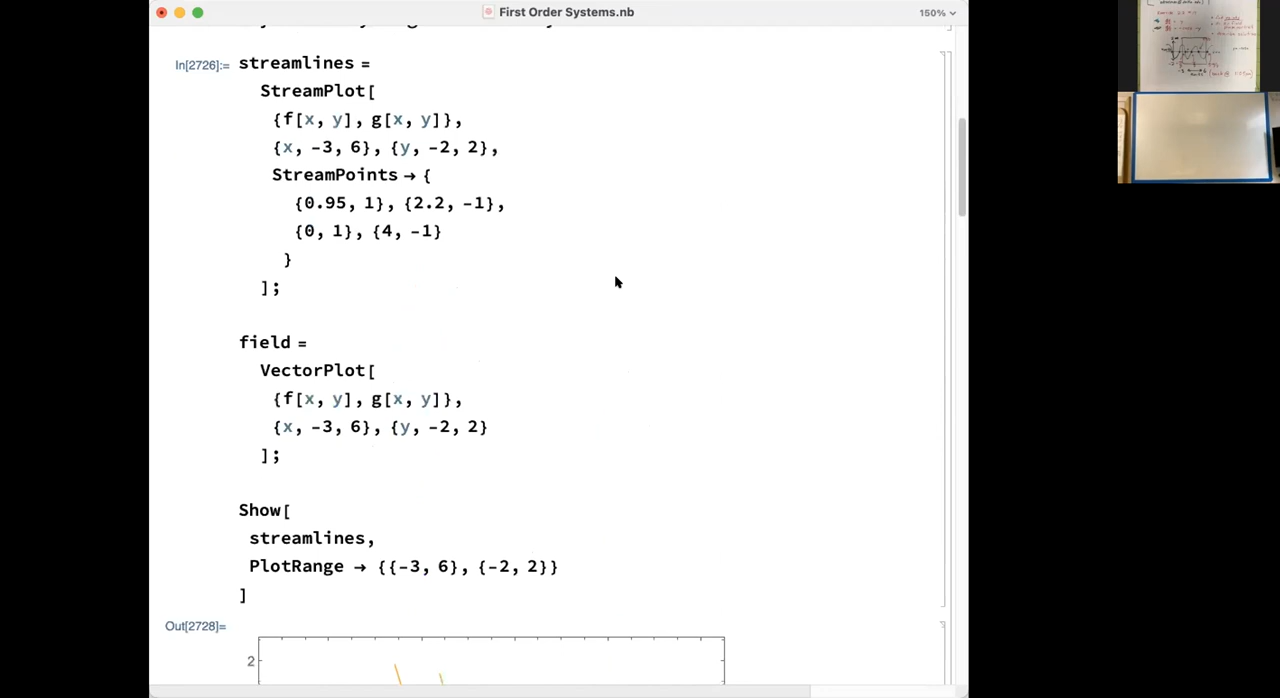 First Order Systems.nb
150%
In[2726]:= streamlines =
StreamPlot[
{f[x, y], g[x, y]},
{x, -3, 6}, {y, -2, 2},
StreamPoints → {
{0.95, 1}, {2.2, -1},
{0, 1}, {4, -1}
}
];
field =
VectorPlot[
{f[x, y], g[x, y]},
{x, -3, 6}, {y, -2, 2}
];
Show[
streamlines,
PlotRange → {{-3, 6}, {-2, 2}}
]
Out[2728]=
2